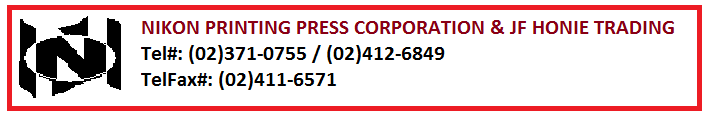 NIKON PRINTING PRESS CORPORATION & JF HONIE TRADING
Tel#: (02)371-0755 / (02)412-6849
TelFax#: (02)411-6571